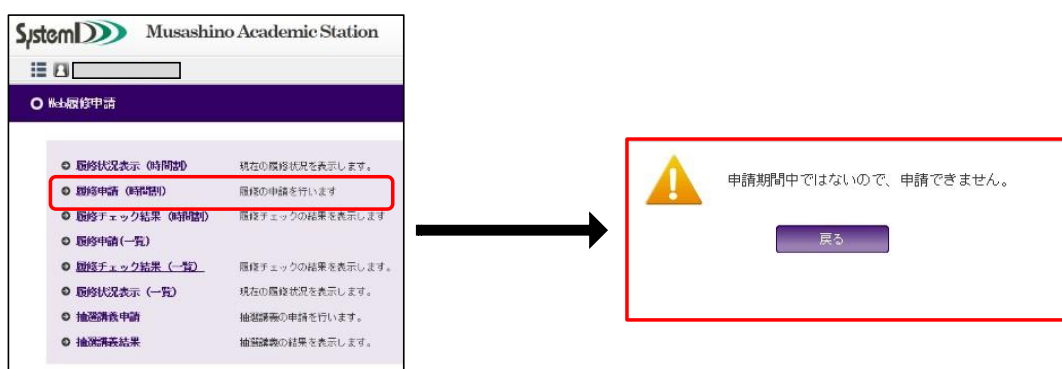 SystemD Musashino Academic Station
Web履修申請
履修状況表示（時間割） 現在の履修状況を表示します。
履修申請（時間割） 履修の申請を行います
履修チェック結果（時間割） 履修チェックの結果を表示します
履修申請(一覧)
履修チェック結果（一覧） 履修チェックの結果を表示します。
履修状況表示（一覧） 現在の履修状況を表示します。
抽選講義申請 抽選講義の申請を行います。
抽選講義結果 抽選講義の結果を表示します。
申請期間中ではないので、申請できません。
戻る